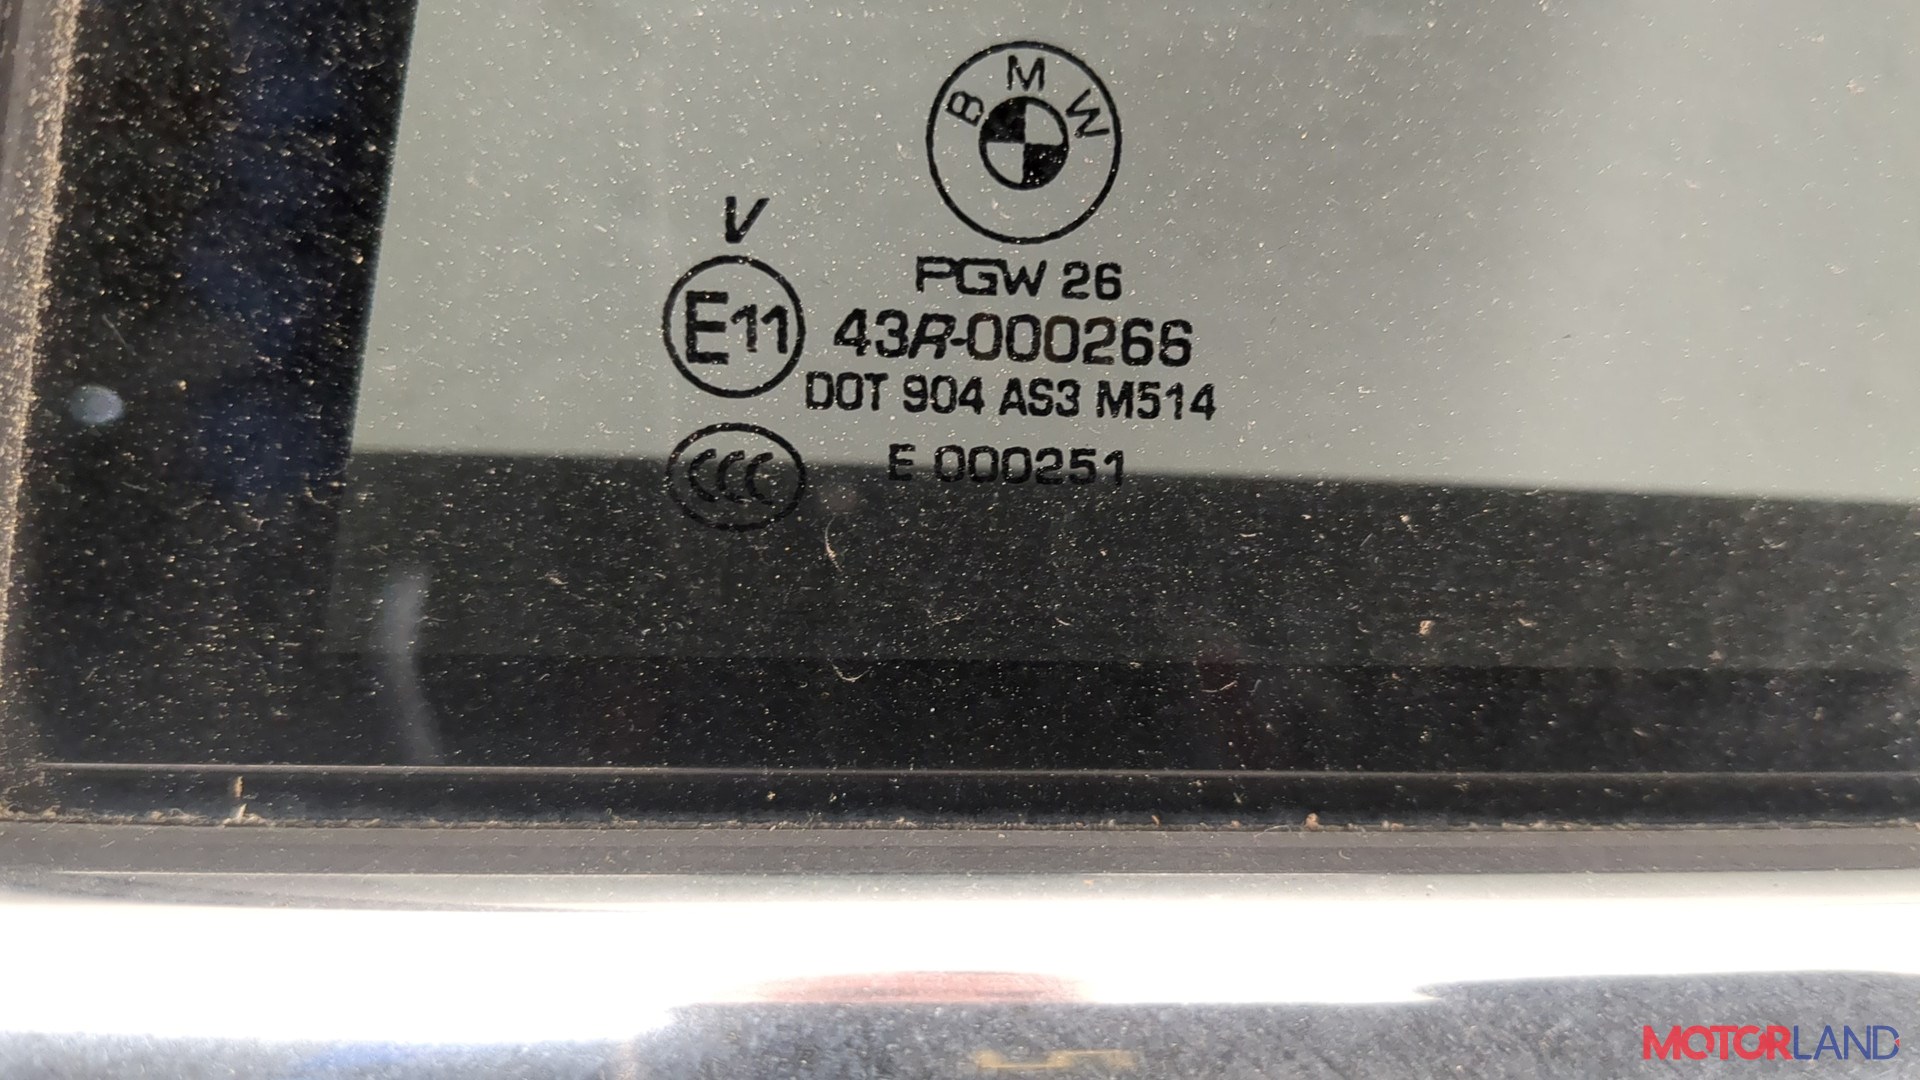 BMW
V
PGW 26
E11 43R-000266
DOT 904 AS3 M514
CCC E 000251
MOTORLAND